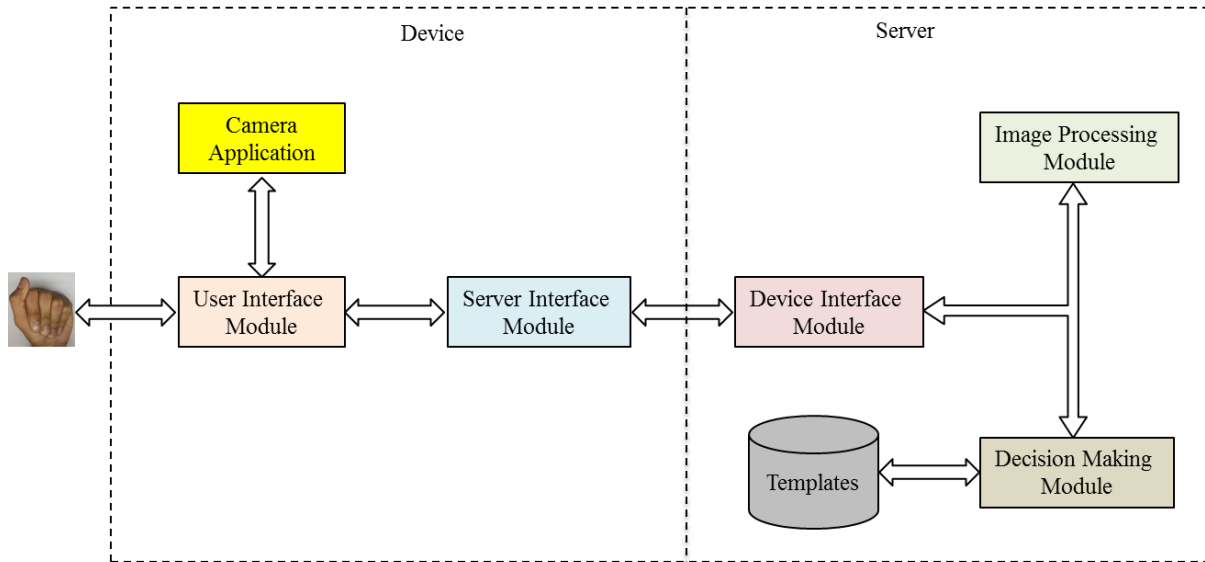 Device
Server
Camera
Application
Image Processing
Module
User Interface
Module
Server Interface
Module
Device Interface
Module
Templates
Decision Making
Module